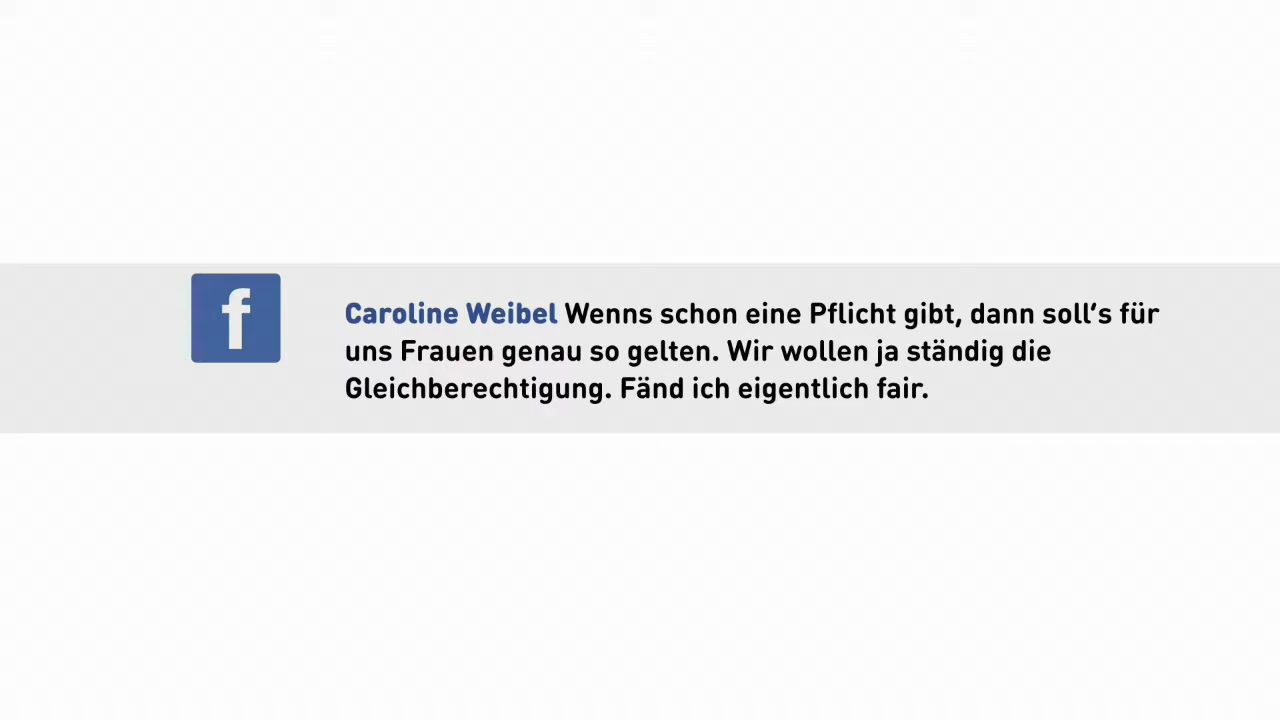 f
Caroline Weibel Wenns schon eine Pflicht gibt, dann soll's für
uns Frauen genau so gelten. Wir wollen ja ständig die
Gleichberechtigung. Fänd ich eigentlich fair.